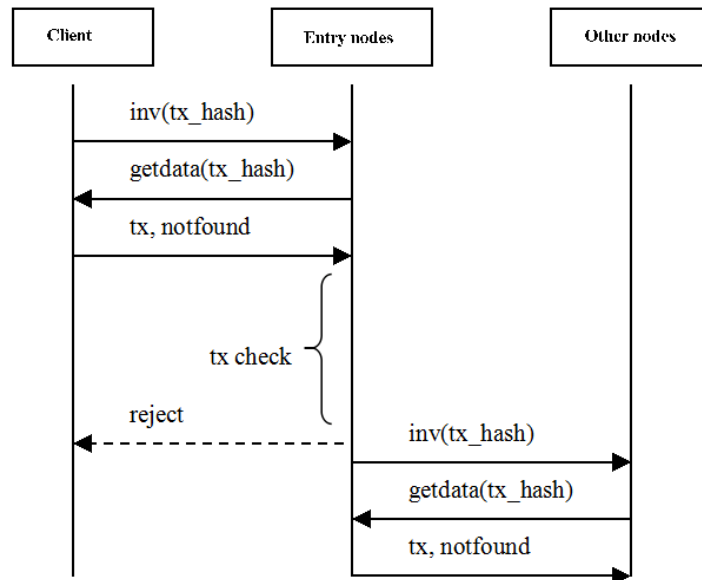 Client
Entry nodes
Other nodes
inv(tx_hash)
getdata(tx_hash)
tx, notfound
tx check
reject
inv(tx_hash)
getdata(tx_hash)
tx, notfound